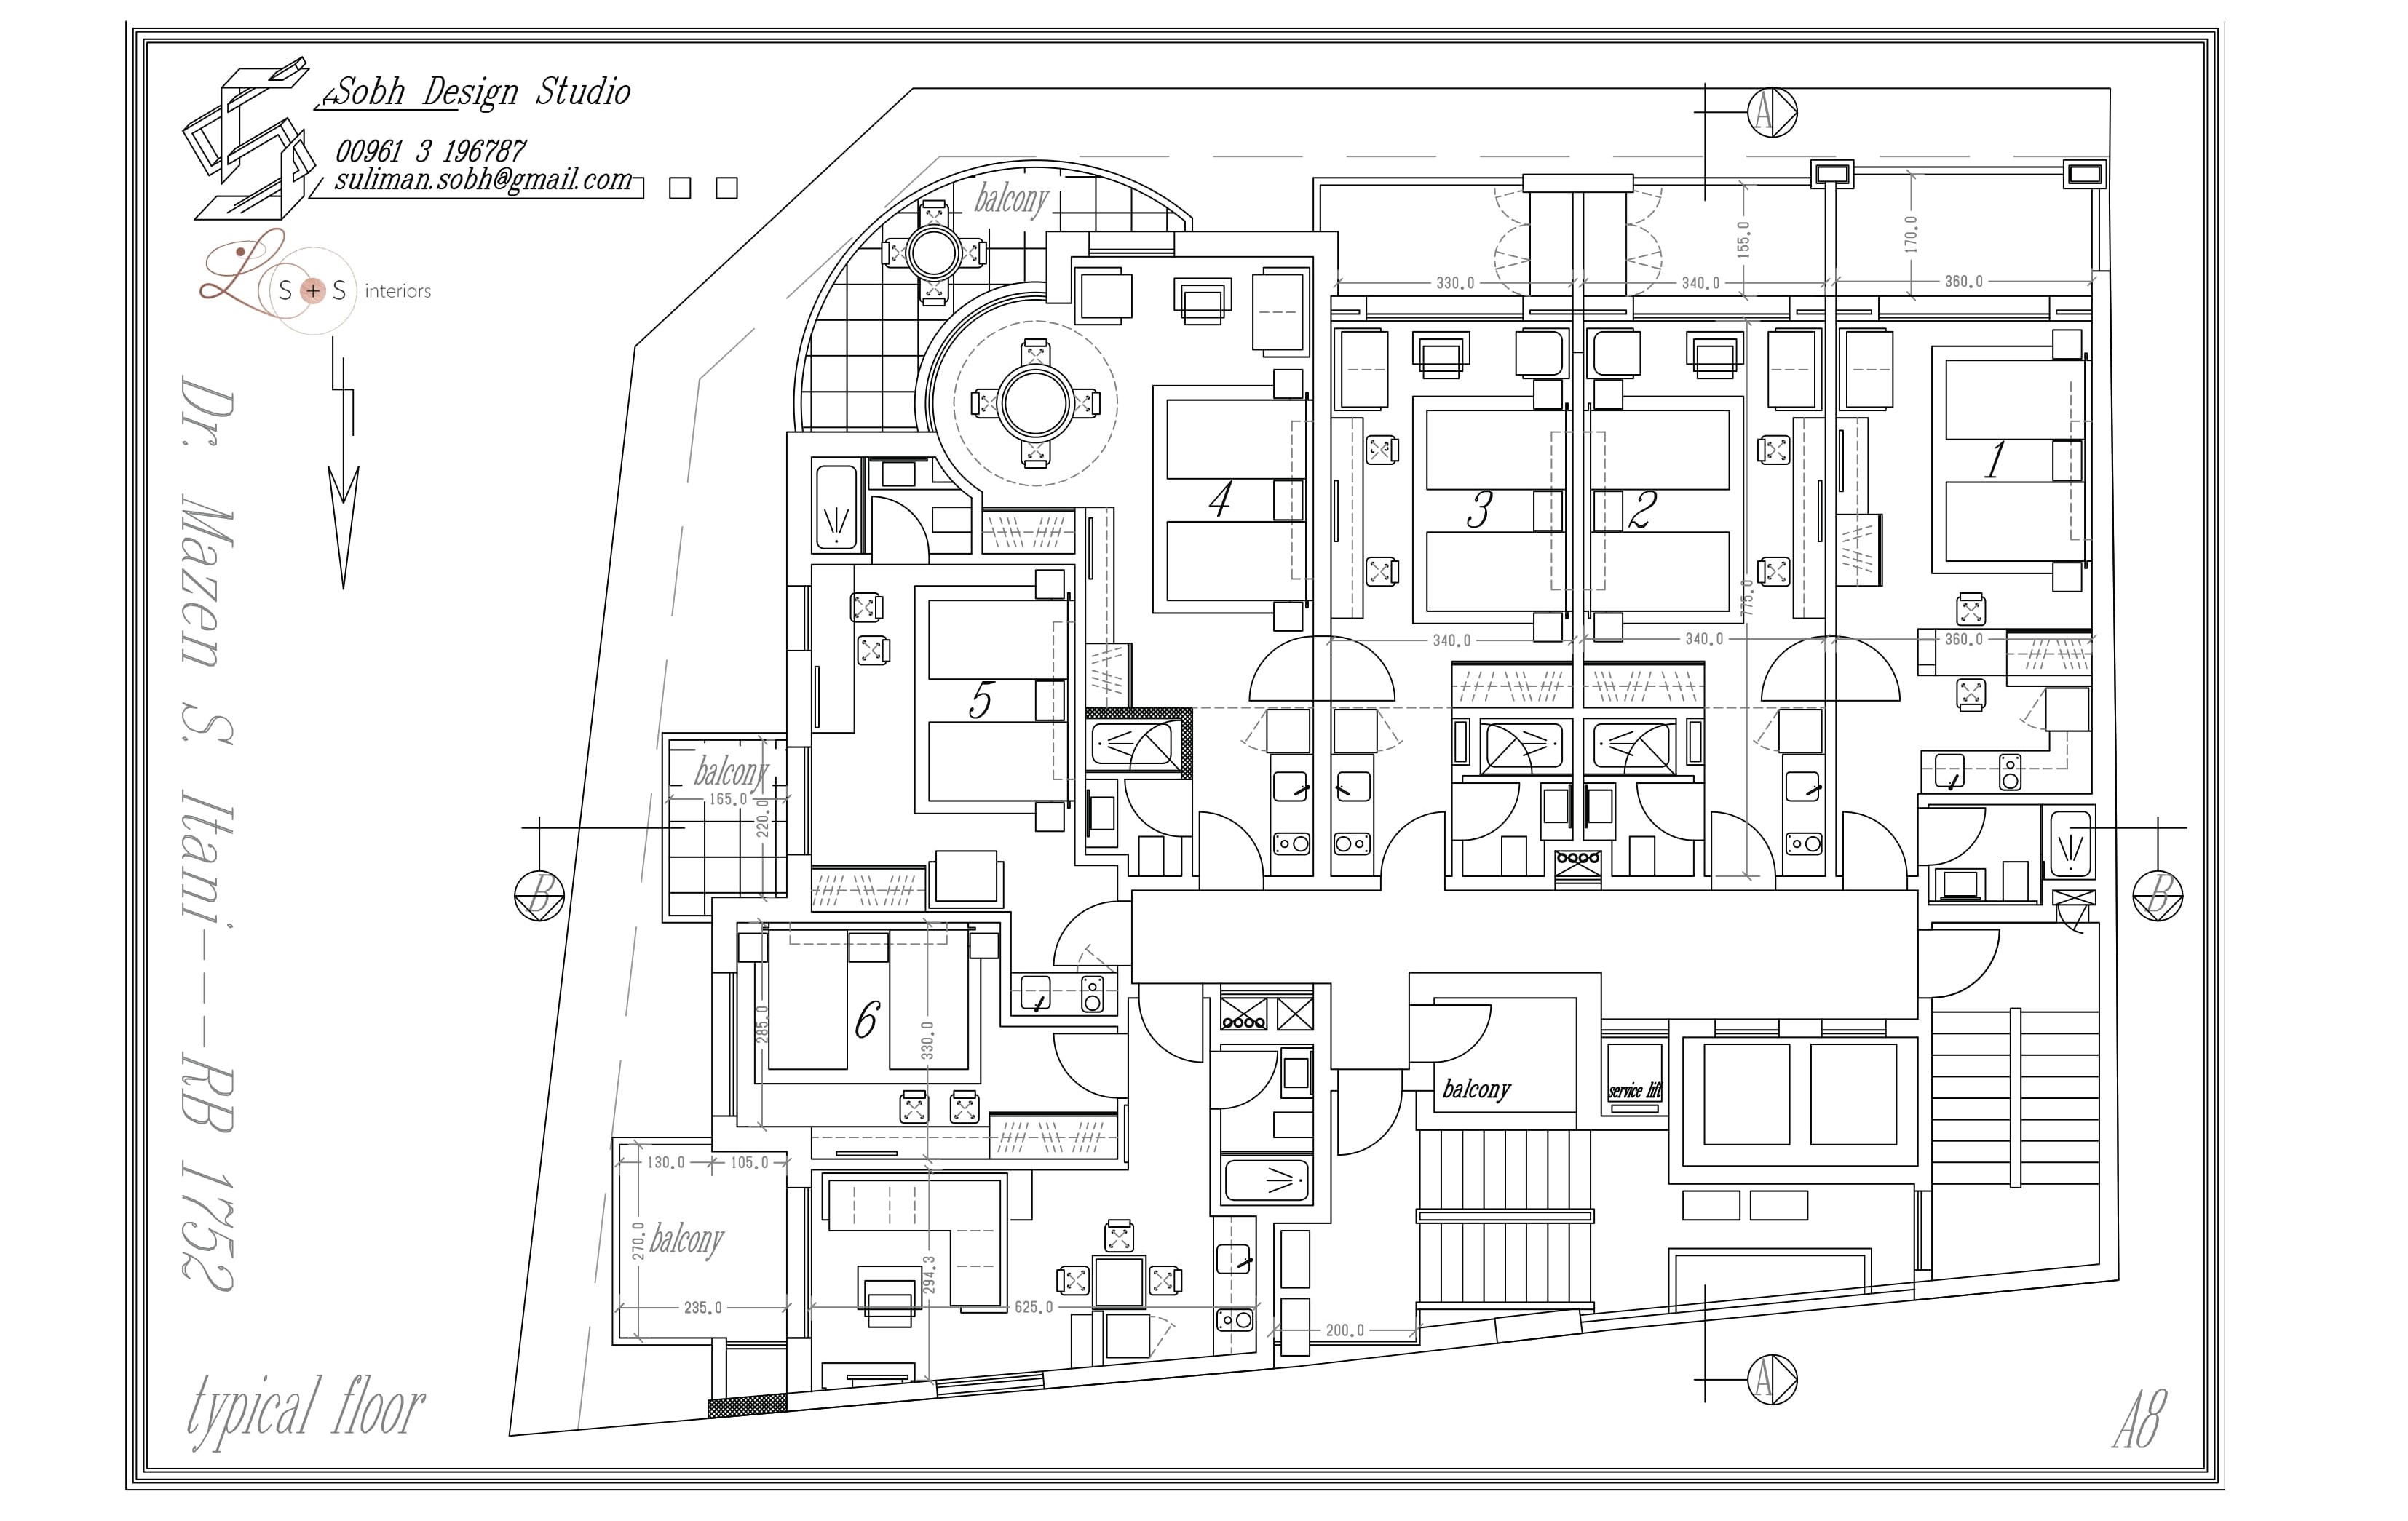 Sobh Design Studio
00961 3 196787
suliman.sobh@gmail.com
S + S interiors
Dr. Mazen S. Itani----RB 1752
typical floor
A8
A
balcony
155.0
170.0
330.0
340.0
360.0
1
2
3
4
775.0
340.0
340.0
360.0
5
balcony
165.0
220.0
B
B
6
285.0
330.0
balcony
service lift
130.0
105.0
270.0
balcony
235.0
294.3
625.0
200.0
A